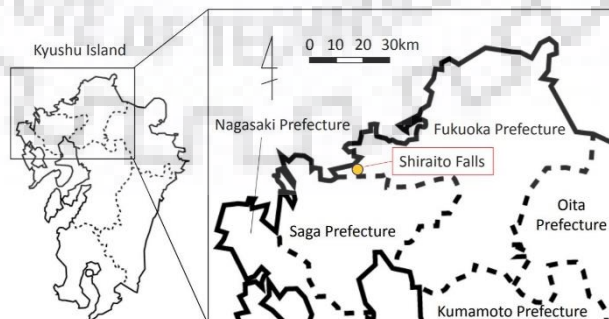 Kyushu Island
0 10 20 30km
Nagasaki Prefecture
Fukuoka Prefecture
Shiraito Falls
Oita
Prefecture
Saga Prefecture
Kumamoto Prefecture